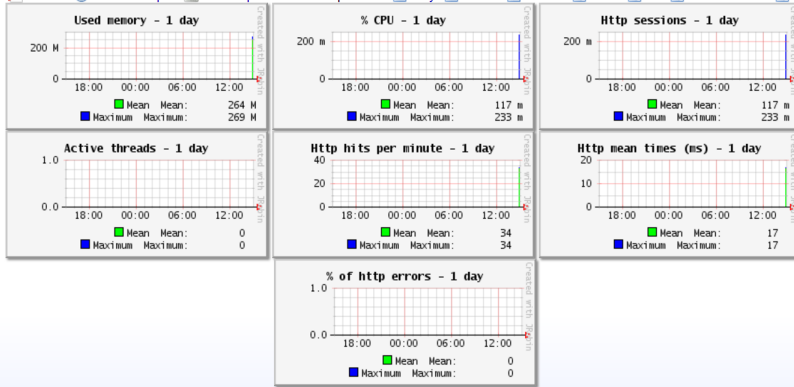 Used memory - 1 day
200 M
0
18:00 00:00 06:00 12:00
Mean Mean: 264 M
Maximum Maximum: 269 M
% CPU - 1 day
200 m
0
18:00 00:00 06:00 12:00
Mean Mean: 117 m
Maximum Maximum: 233 m
Http sessions - 1 day
200 m
0
18:00 00:00 06:00 12:00
Mean Mean: 117 m
Maximum Maximum: 233 m
Active threads - 1 day
1.0
0.0
18:00 00:00 06:00 12:00
Mean Mean: 0
Maximum Maximum: 0
Http hits per minute - 1 day
40
20
0
18:00 00:00 06:00 12:00
Mean Mean: 34
Maximum Maximum: 34
Http mean times (ms) - 1 day
20
10
0
18:00 00:00 06:00 12:00
Mean Mean: 17
Maximum Maximum: 17
% of http errors - 1 day
1.0
0.0
18:00 00:00 06:00 12:00
Mean Mean: 0
Maximum Maximum: 0